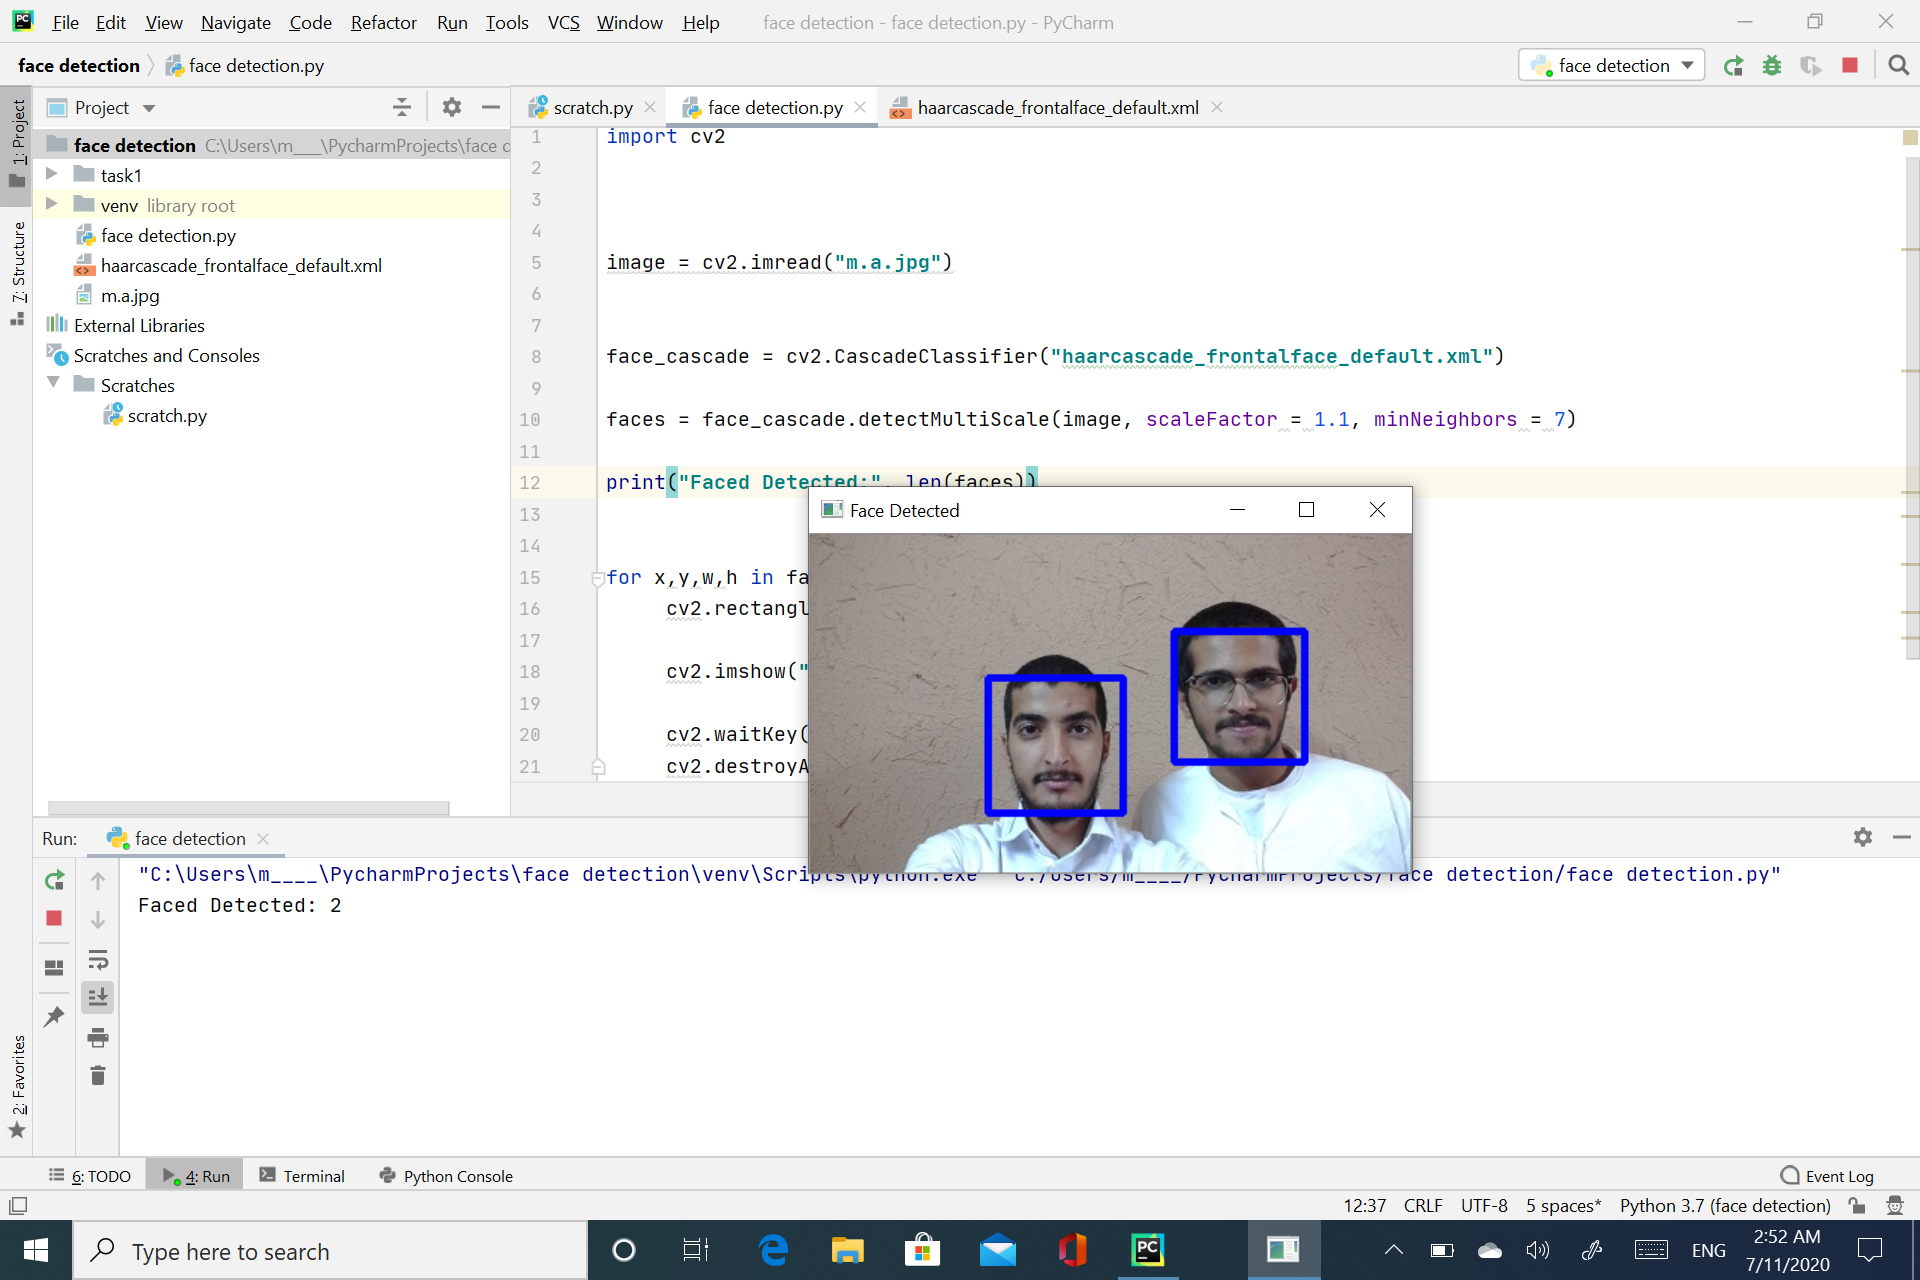 File Edit View Navigate Code Refactor Run Tools VCS Window Help face detection - face detection.py - PyCharm
face detection face detection.py face detection
1: Project
7: Structure
2: Favorites
Project
face detection C:\Users\m___\PycharmProjects\face d
task1
venv library root
face detection.py
haarcascade_frontalface_default.xml
m.a.jpg
External Libraries
Scratches and Consoles
Scratches
scratch.py
scratch.py face detection.py haarcascade_frontalface_default.xml
1 import cv2
2
3
4
5 image = cv2.imread("m.a.jpg")
6
7
8 face_cascade = cv2.CascadeClassifier("haarcascade_frontalface_default.xml")
9
10 faces = face_cascade.detectMultiScale(image, scaleFactor = 1.1, minNeighbors = 7)
11
12 print("Faced Detected:", len(faces))
13
14
15 for x,y,w,h in fa
16 cv2.rectangl
17
18 cv2.imshow("
19
20 cv2.waitKey(
21 cv2.destroyA
Face Detected
Run: face detection
"C:\Users\m____\PycharmProjects\face detection\venv\Scripts\python.exe" "C:/Users/m____/PycharmProjects/face detection/face detection.py"
Faced Detected: 2
6: TODO 4: Run Terminal Python Console Event Log
12:37 CRLF UTF-8 5 spaces* Python 3.7 (face detection)
Type here to search
PC
ENG
2:52 AM
7/11/2020